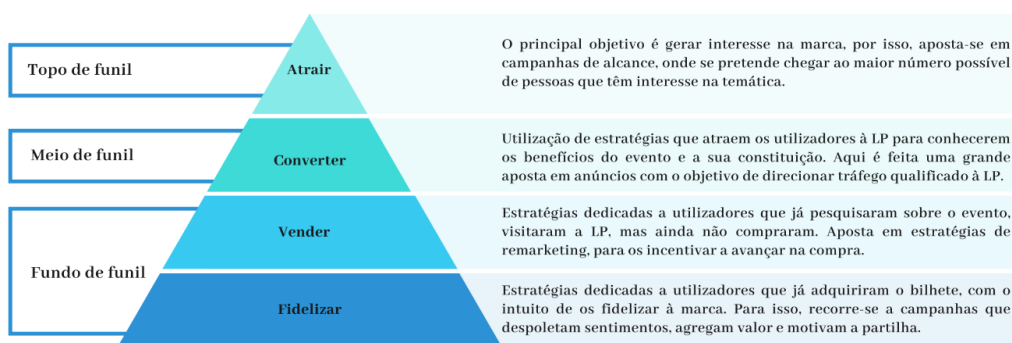 Topo de funil
Atrair
O principal objetivo é gerar interesse na marca, por isso, aposta-se em
campanhas de alcance, onde se pretende chegar ao maior número possível
de pessoas que têm interesse na temática.
Meio de funil
Converter
Utilização de estratégias que atraem os utilizadores à LP para conhecerem
os benefícios do evento e a sua constituição. Aqui é feita uma grande
aposta em anúncios com o objetivo de direcionar tráfego qualificado à LP.
Fundo de funil
Vender
Estratégias dedicadas a utilizadores que já pesquisaram sobre o evento,
visitaram a LP, mas ainda não compraram. Aposta em estratégias de
remarketing, para os incentivar a avançar na compra.
Fidelizar
Estratégias dedicadas a utilizadores que já adquiriram o bilhete, com o
intuito de os fidelizar à marca. Para isso, recorre-se a campanhas que
despoletam sentimentos, agregam valor e motivam a partilha.